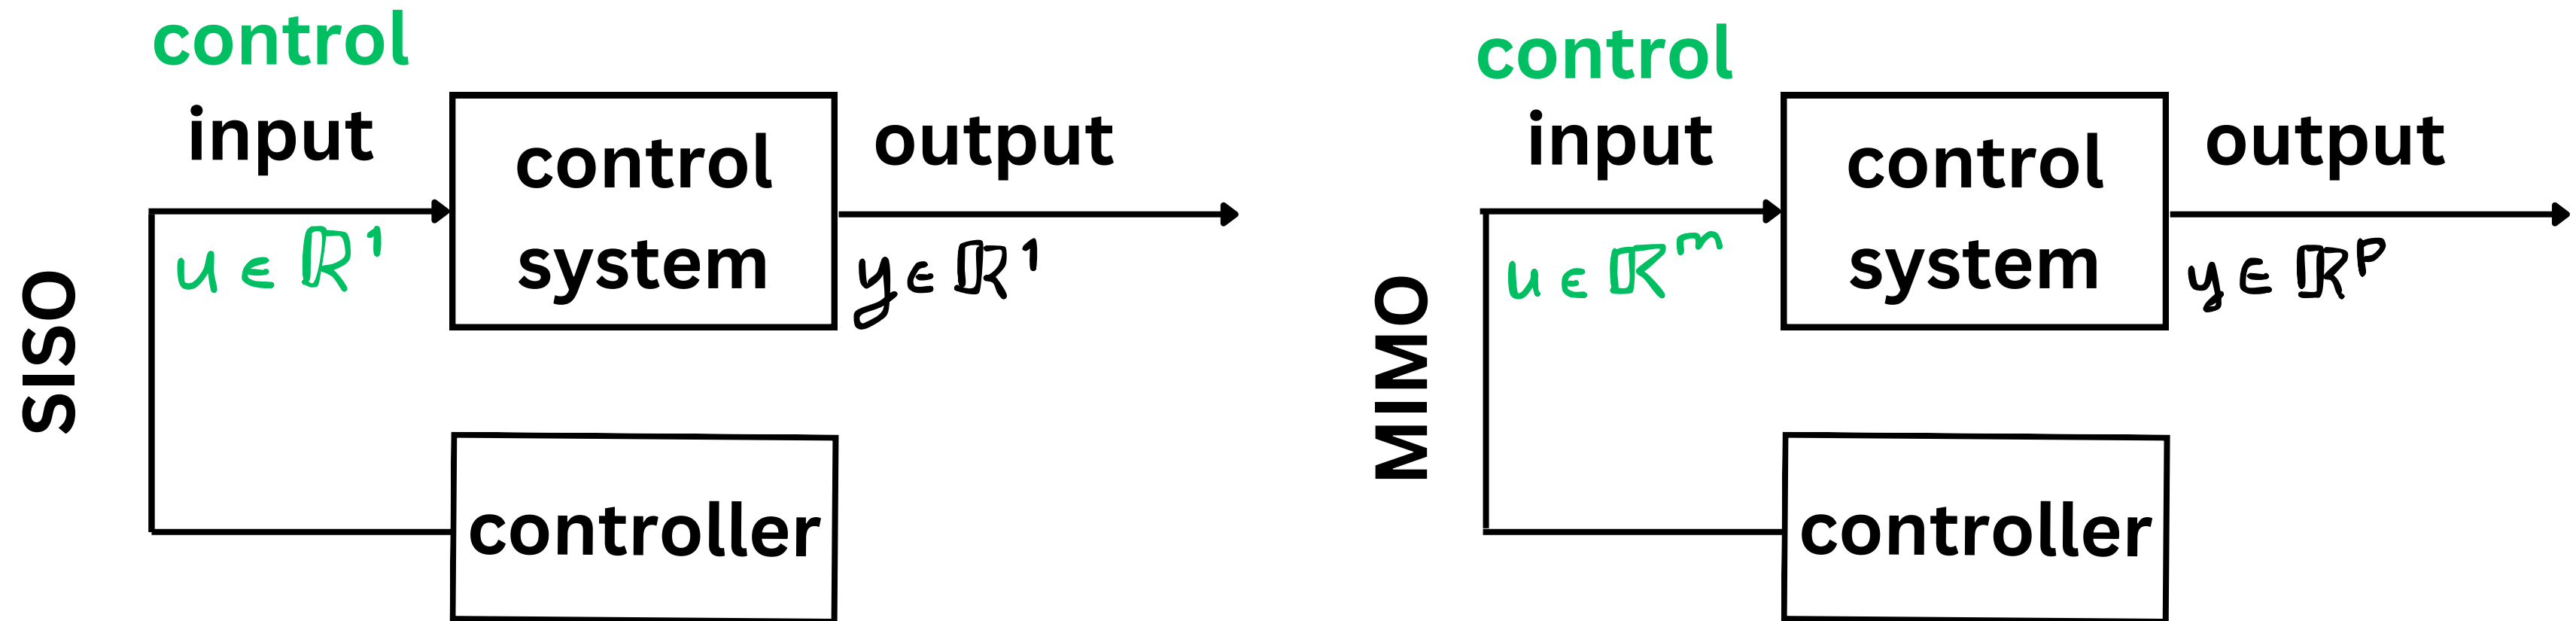 SISO
control
input
u ∈ ℝ¹
control
system
output
y ∈ ℝ¹
controller
MIMO
control
input
u ∈ ℝᵐ
control
system
output
y ∈ ℝᵖ
controller